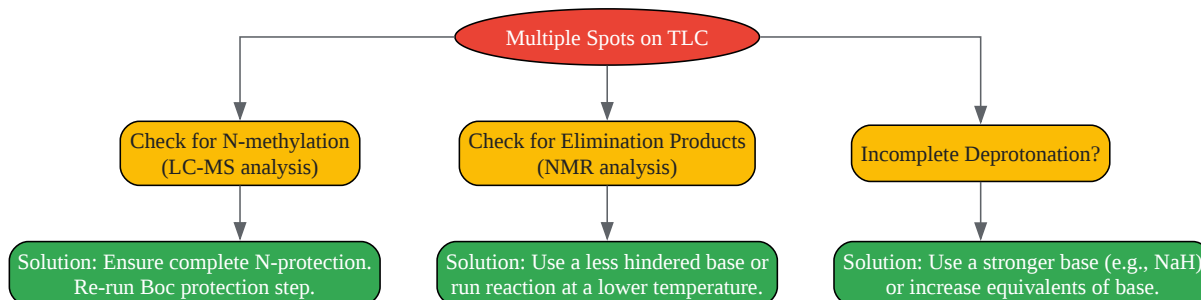 Multiple Spots on TLC
Check for N-methylation
(LC-MS analysis)
Check for Elimination Products
(NMR analysis)
Incomplete Deprotonation?
Solution: Ensure complete N-protection.
Re-run Boc protection step.
Solution: Use a less hindered base or
run reaction at a lower temperature.
Solution: Use a stronger base (e.g., NaH)
or increase equivalents of base.